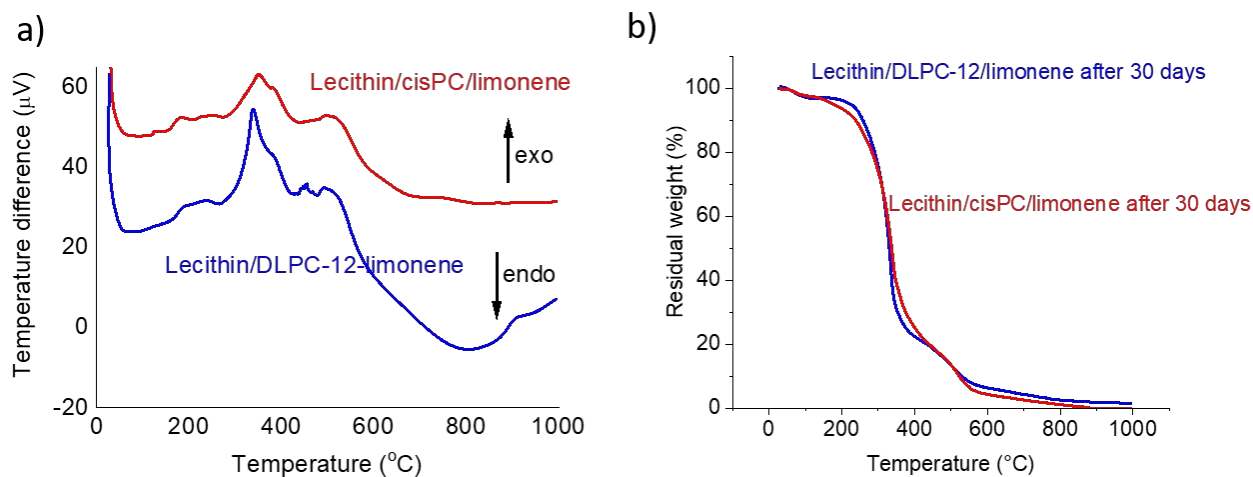 a)
Temperature difference (μV)
60
40
20
0
-20
Lecithin/cisPC/limonene
exo
Lecithin/DLPC-12-limonene
endo
0 200 400 600 800 1000
Temperature (°C)
b)
Residual weight (%)
100
80
60
40
20
0
Lecithin/DLPC-12/limonene after 30 days
Lecithin/cisPC/limonene after 30 days
0 200 400 600 800 1000
Temperature (°C)